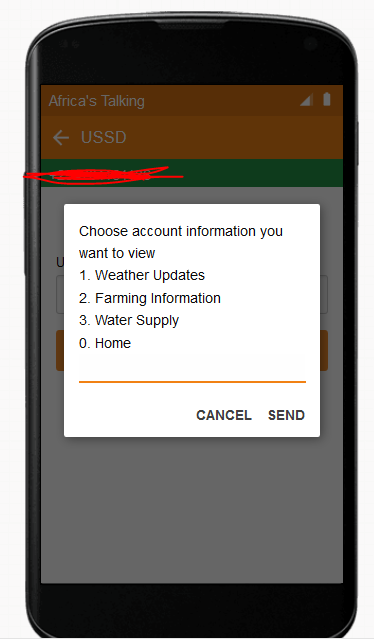 Africa's Talking
USSD
U
Choose account information you
want to view
1. Weather Updates
2. Farming Information
3. Water Supply
0. Home
CANCEL SEND